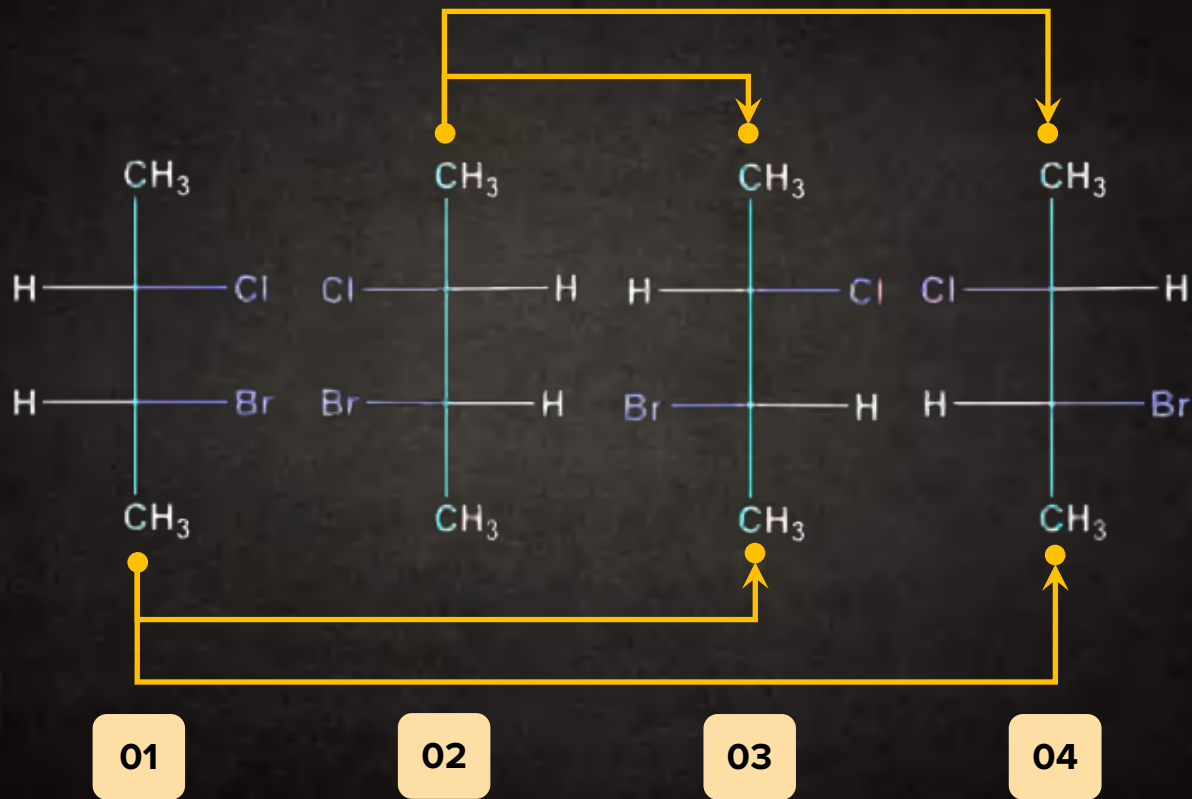 CH₃ CH₃ CH₃ CH₃
H Cl Cl H H Cl Cl H
H Br Br H Br H H Br
CH₃ CH₃ CH₃ CH₃
01 02 03 04